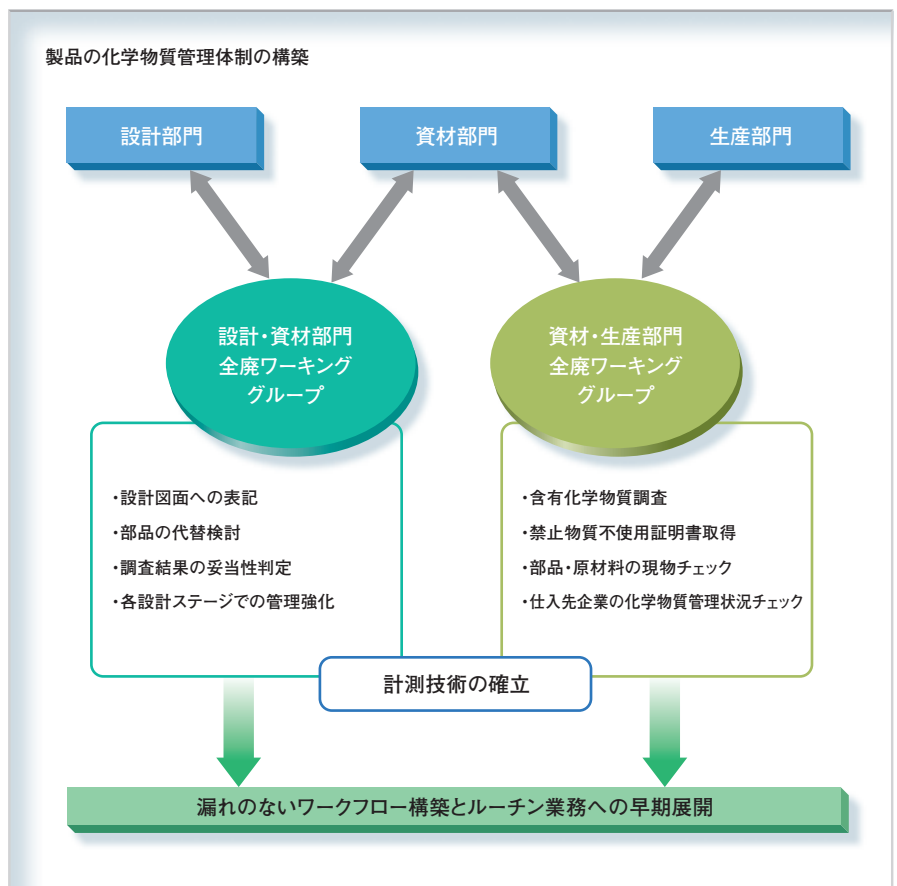 製品の化学物質管理体制の構築
設計部門
資材部門
生産部門
設計・資材部門
全廃ワーキング
グループ
資材・生産部門
全廃ワーキング
グループ
・設計図面への表記
・部品の代替検討
・調査結果の妥当性判定
・各設計ステージでの管理強化
・含有化学物質調査
・禁止物質不使用証明書取得
・部品・原材料の現物チェック
・仕入先企業の化学物質管理状況チェック
計測技術の確立
漏れのないワークフロー構築とルーチン業務への早期展開